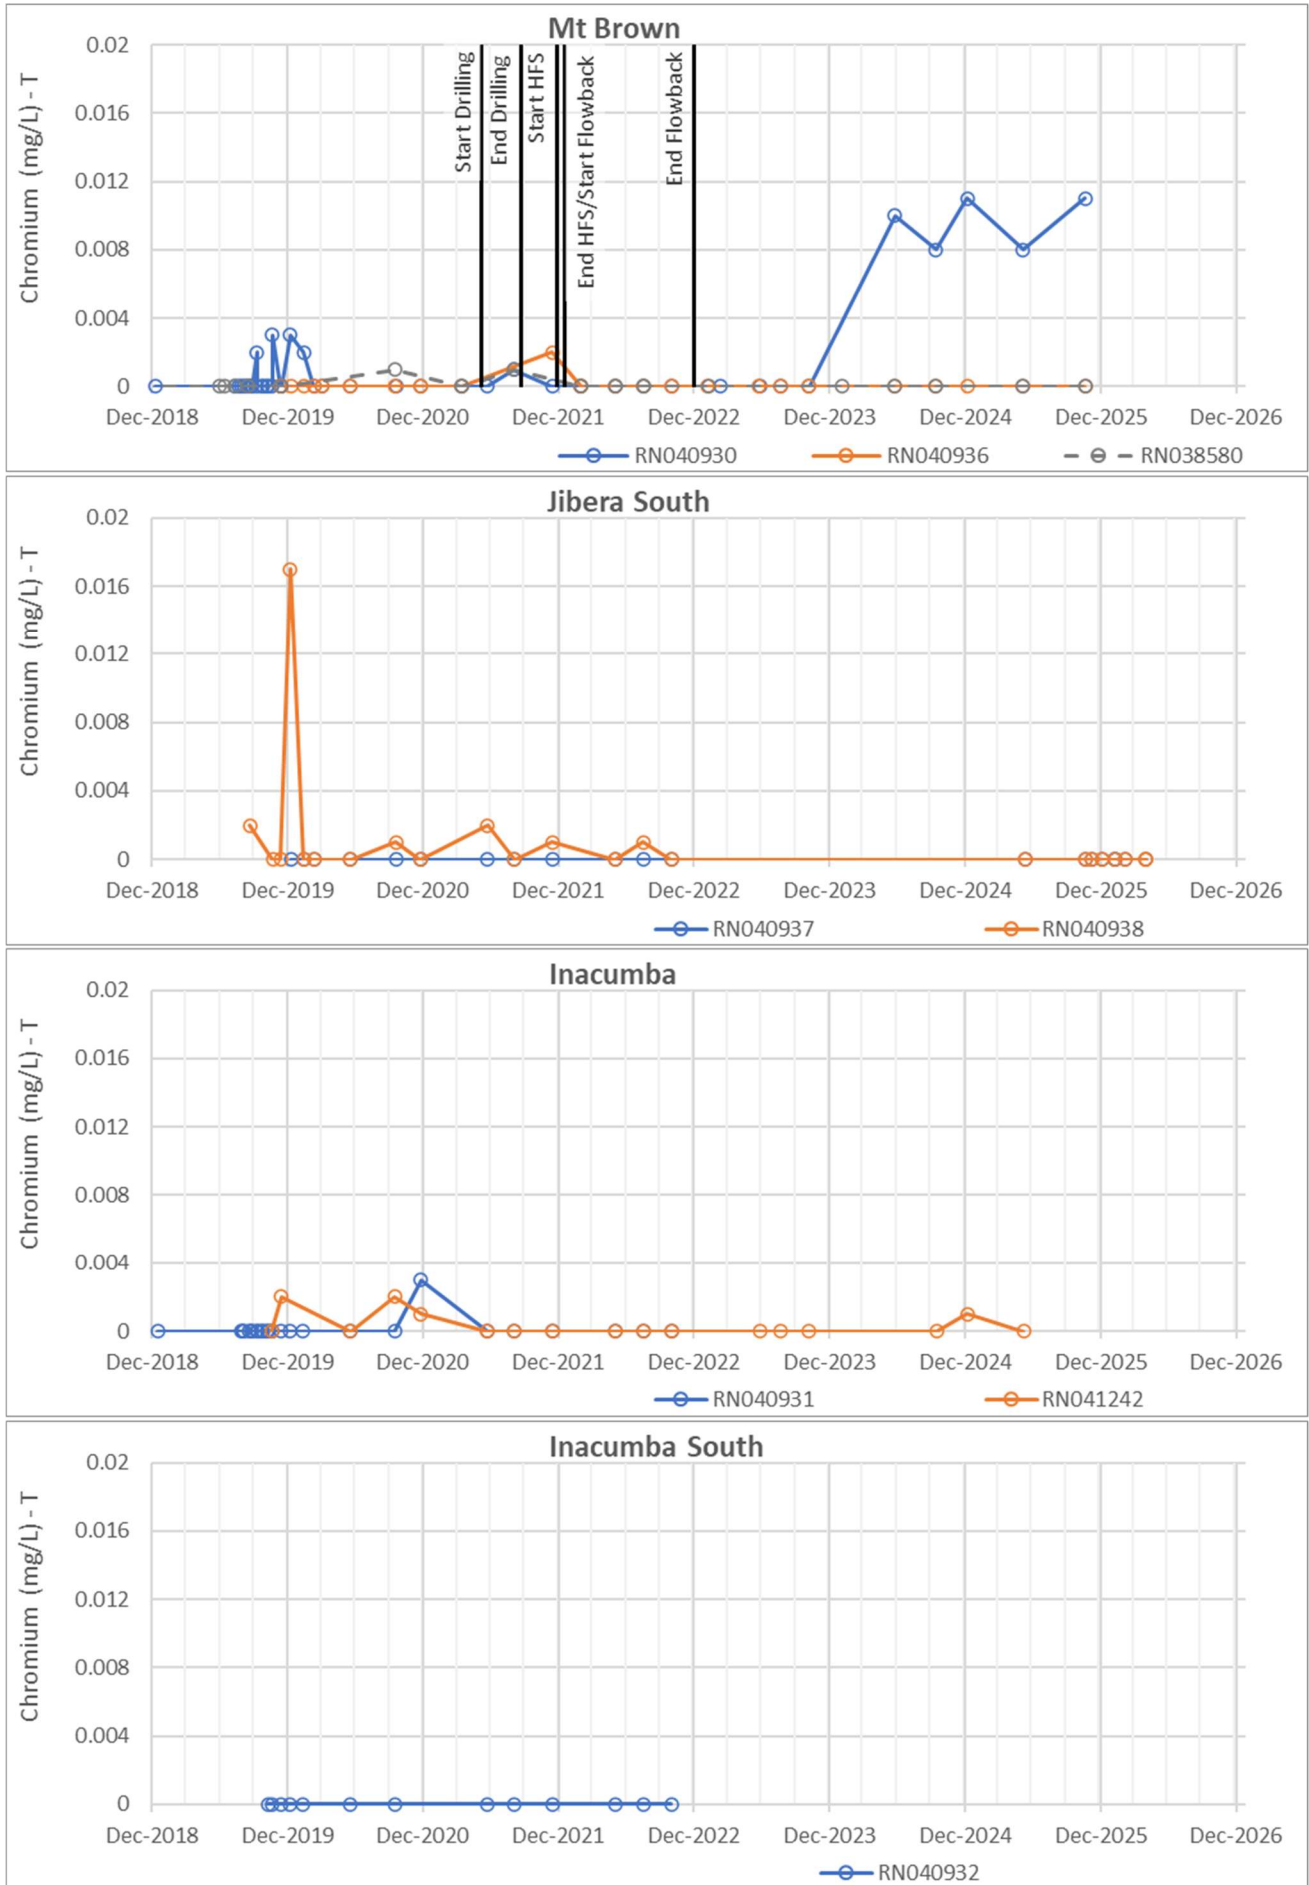 Mt Brown
Chromium (mg/L) - T
0.02
0.016
0.012
0.008
0.004
0
Start Drilling
End Drilling
Start HFS
End HFS/Start Flowback
End Flowback
Dec-2018 Dec-2019 Dec-2020 Dec-2021 Dec-2022 Dec-2023 Dec-2024 Dec-2025 Dec-2026
RN040930 RN040936 RN038580
Jibera South
Chromium (mg/L) - T
0.02
0.016
0.012
0.008
0.004
0
Dec-2018 Dec-2019 Dec-2020 Dec-2021 Dec-2022 Dec-2023 Dec-2024 Dec-2025 Dec-2026
RN040937 RN040938
Inacumba
Chromium (mg/L) - T
0.02
0.016
0.012
0.008
0.004
0
Dec-2018 Dec-2019 Dec-2020 Dec-2021 Dec-2022 Dec-2023 Dec-2024 Dec-2025 Dec-2026
RN040931 RN041242
Inacumba South
Chromium (mg/L) - T
0.02
0.016
0.012
0.008
0.004
0
Dec-2018 Dec-2019 Dec-2020 Dec-2021 Dec-2022 Dec-2023 Dec-2024 Dec-2025 Dec-2026
RN040932